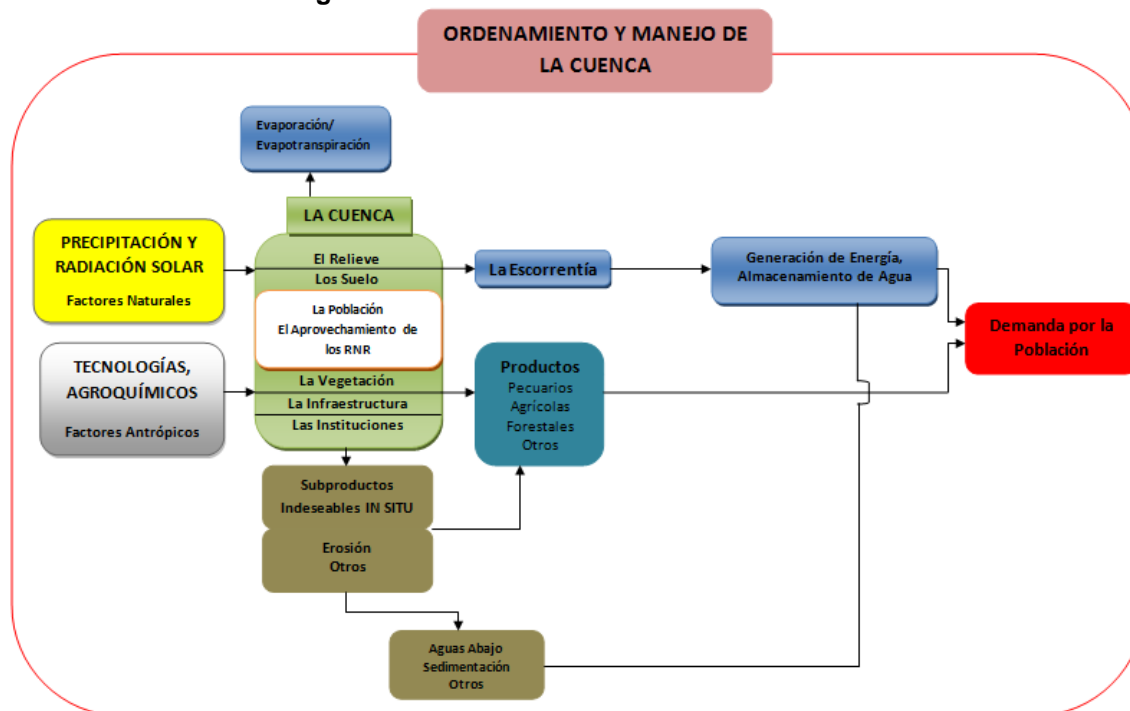 ORDENAMIENTO Y MANEJO DE
LA CUENCA
Evaporación/
Evapotranspiración
LA CUENCA
PRECIPITACIÓN Y
RADIACIÓN SOLAR
Factores Naturales
El Relieve
Los Suelo
La Escorrentía
Generación de Energía,
Almacenamiento de Agua
La Población
El Aprovechamiento de
los RNR
Demanda por la
Población
TECNOLOGÍAS,
AGROQUÍMICOS
Factores Antrópicos
La Vegetación
La Infraestructura
Las Instituciones
Productos
Pecuarios
Agrícolas
Forestales
Otros
Subproductos
Indeseables IN SITU
Erosión
Otros
Aguas Abajo
Sedimentación
Otros